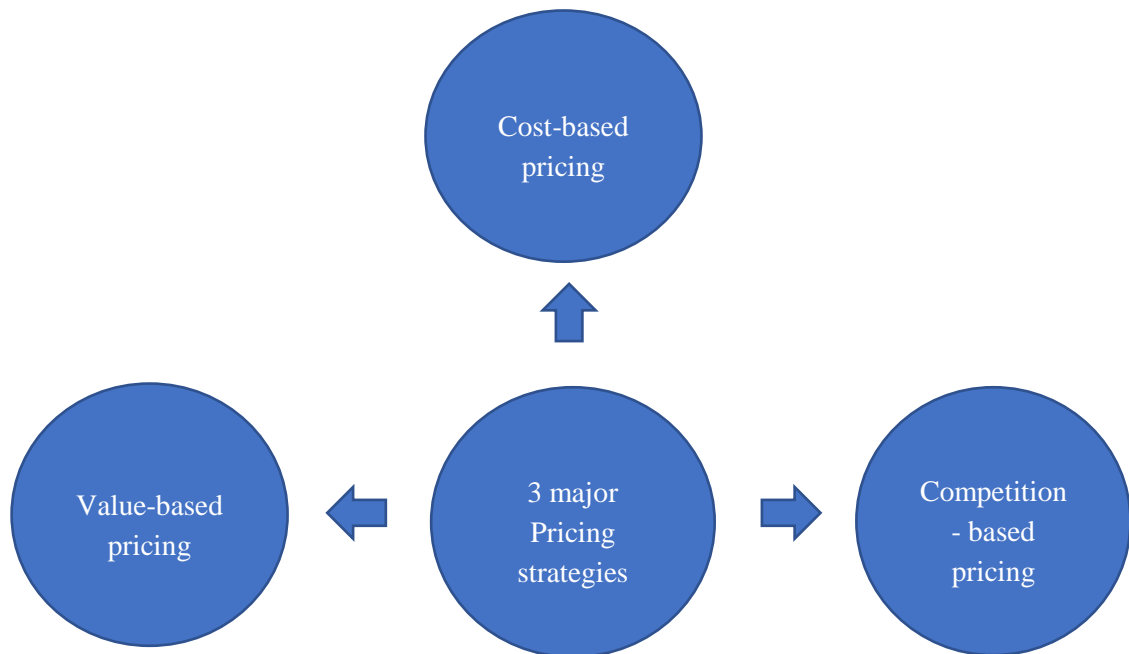 Cost-based
pricing
Value-based
pricing
3 major
Pricing
strategies
Competition
- based
pricing